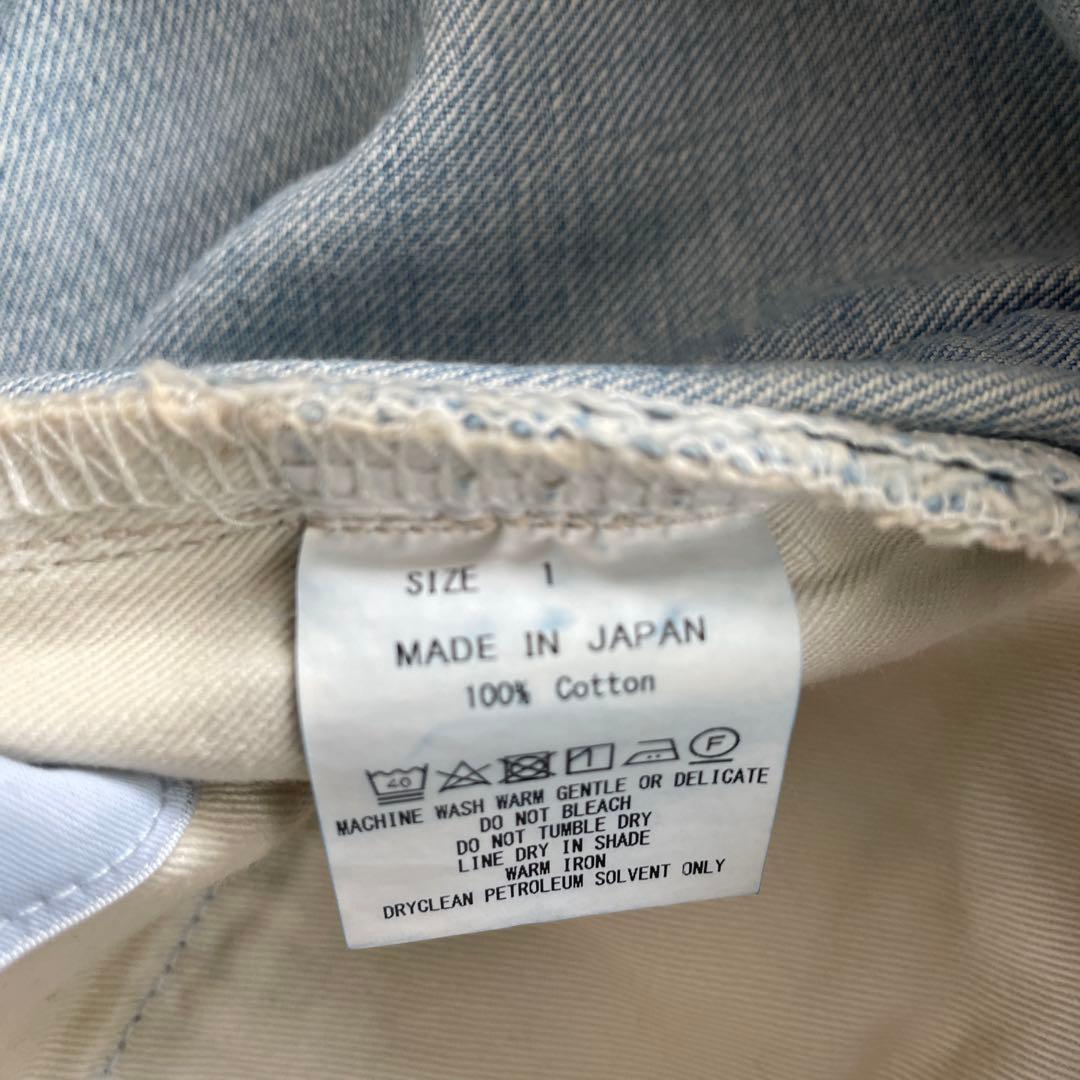 SIZE 1
MADE IN JAPAN
100% Cotton
40 F
MACHINE WASH WARM GENTLE OR DELICATE
DO NOT BLEACH
DO NOT TUMBLE DRY
LINE DRY IN SHADE
WARM IRON
DRYCLEAN PETROLEUM SOLVENT ONLY